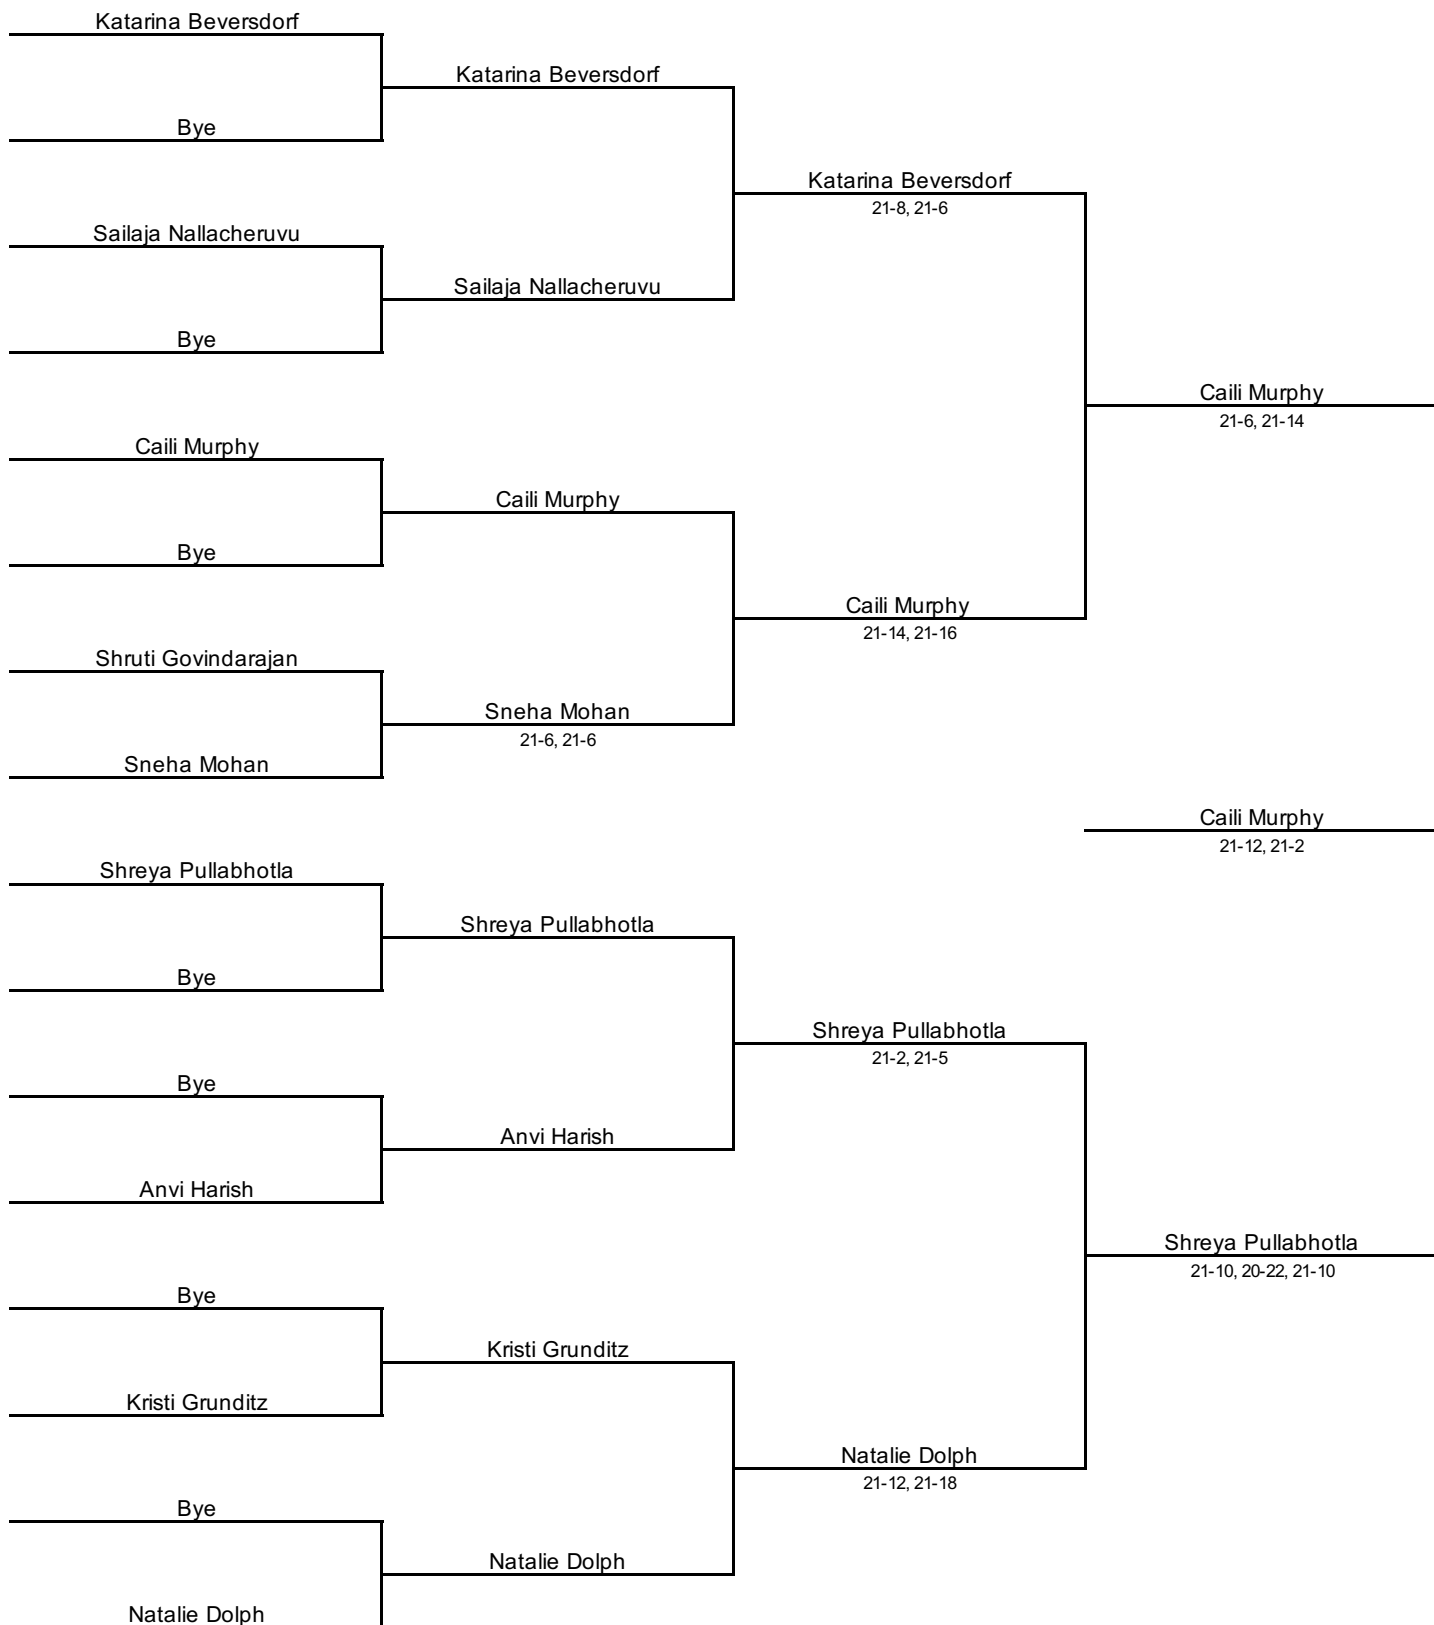 Katarina Beversdorf
Katarina Beversdorf
Bye
Katarina Beversdorf
21-8, 21-6
Sailaja Nallacheruvu
Sailaja Nallacheruvu
Bye
Caili Murphy
21-6, 21-14
Caili Murphy
Caili Murphy
Bye
Caili Murphy
21-14, 21-16
Shruti Govindarajan
Sneha Mohan
21-6, 21-6
Sneha Mohan
Caili Murphy
21-12, 21-2
Shreya Pullabhotla
Shreya Pullabhotla
Bye
Shreya Pullabhotla
21-2, 21-5
Bye
Anvi Harish
Anvi Harish
Shreya Pullabhotla
21-10, 20-22, 21-10
Bye
Kristi Grunditz
Kristi Grunditz
Natalie Dolph
21-12, 21-18
Bye
Natalie Dolph
Natalie Dolph